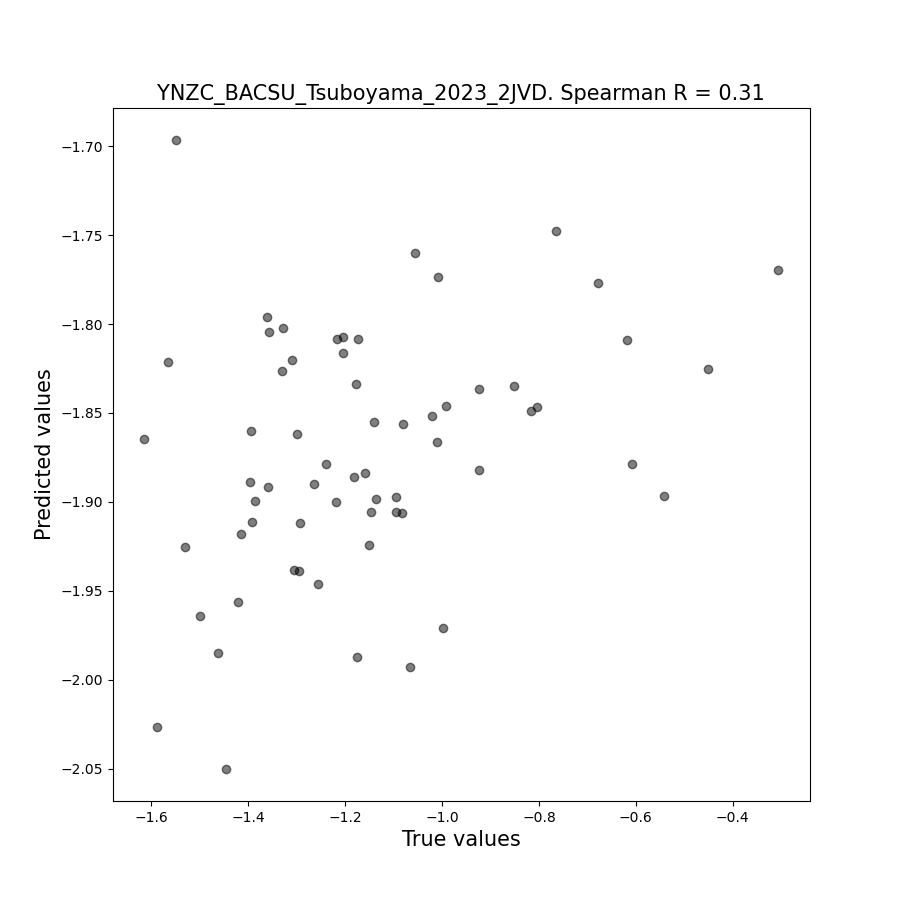 YNZC_BACSU_Tsuboyama_2023_2JVD. Spearman R = 0.31
−1.70
−1.75
−1.80
−1.85
−1.90
−1.95
−2.00
−2.05
Predicted values
−1.6 −1.4 −1.2 −1.0 −0.8 −0.6 −0.4
True values